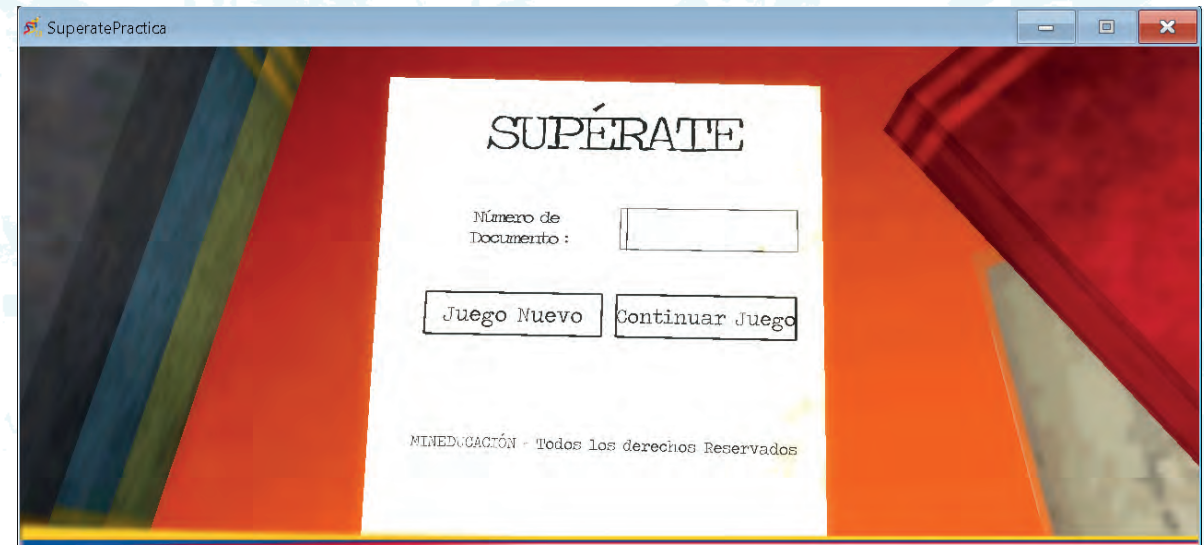 SuperatePractica
SUPÉRATE
Número de
Documento :
Juego Nuevo
Continuar Juego
MINEDUCACIÓN - Todos los derechos Reservados